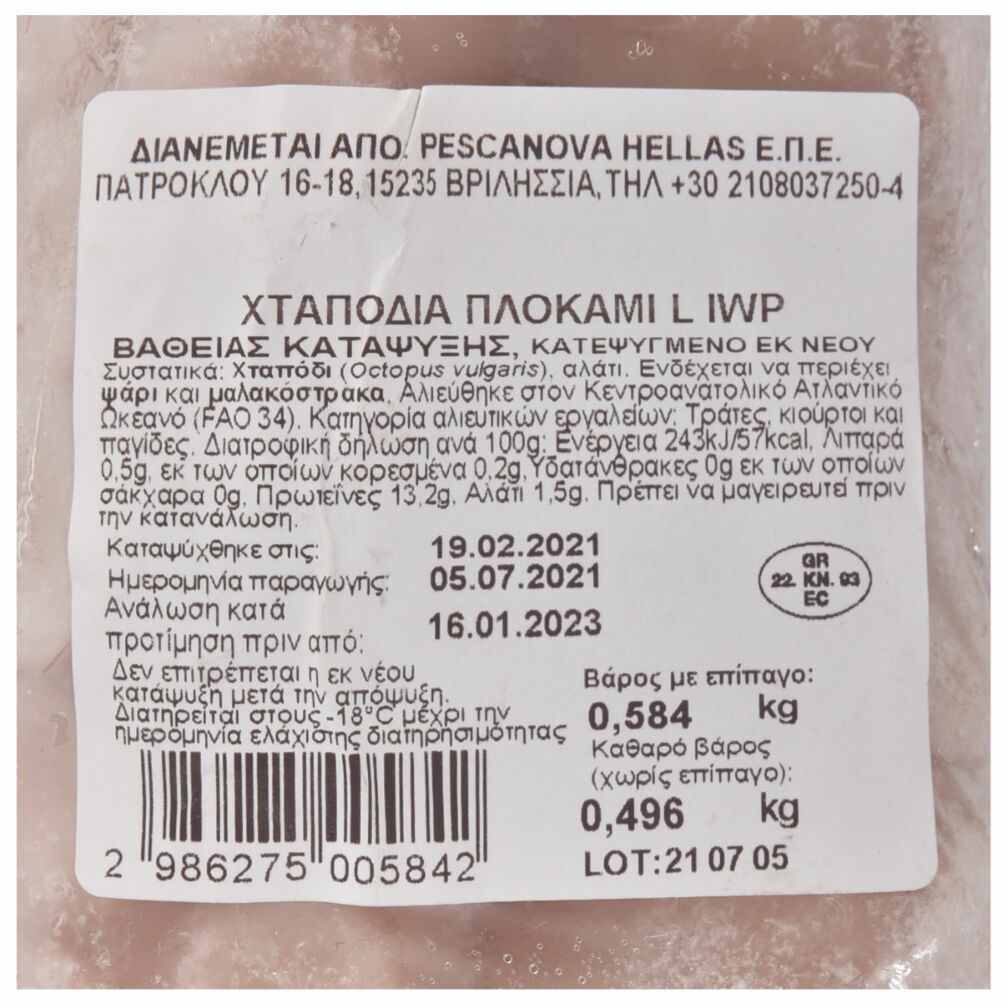 ΔΙΑΝΕΜΕΤΑΙ ΑΠΟ: PESCANOVA HELLAS Ε.Π.Ε.
ΠΑΤΡΟΚΛΟΥ 16-18, 15235 ΒΡΙΛΗΣΣΙΑ, ΤΗΛ +30 2108037250-4
ΧΤΑΠΟΔΙΑ ΠΛΟΚΑΜΙ L IWP
ΒΑΘΕΙΑΣ ΚΑΤΑΨΥΞΗΣ, ΚΑΤΕΨΥΓΜΕΝΟ ΕΚ ΝΕΟΥ
Συστατικά: Χταπόδι (Octopus vulgaris), αλάτι. Ενδέχεται να περιέχει
ψάρι και μαλακόστρακα. Αλιεύθηκε στον Κεντροανατολικό Ατλαντικό
Ωκεανό (FAO 34). Κατηγορία αλιευτικών εργαλείων: Τράτες, κιούρτοι και
παγίδες. Διατροφική δήλωση ανά 100g: Ενέργεια 243kJ/57kcal, Λιπαρά
0,5g, εκ των οποίων κορεσμένα 0,2g, Υδατάνθρακες 0g εκ των οποίων
σάκχαρα 0g, Πρωτεΐνες 13,2g, Αλάτι 1,5g. Πρέπει να μαγειρευτεί πριν
την κατανάλωση.
Καταψύχθηκε στις: 19.02.2021
Ημερομηνία παραγωγής: 05.07.2021
Ανάλωση κατά
προτίμηση πριν από: 16.01.2023
GR
22. KN. 03
EC
Δεν επιτρέπεται η εκ νέου
κατάψυξη μετά την απόψυξη.
Διατηρείται στους -18°C μέχρι την
ημερομηνία ελάχιστης διατηρησιμότητας
Βάρος με επίπαγο:
0,584 kg
Καθαρό βάρος
(χωρίς επίπαγο):
0,496 kg
LOT: 21 07 05
2 986275 005842